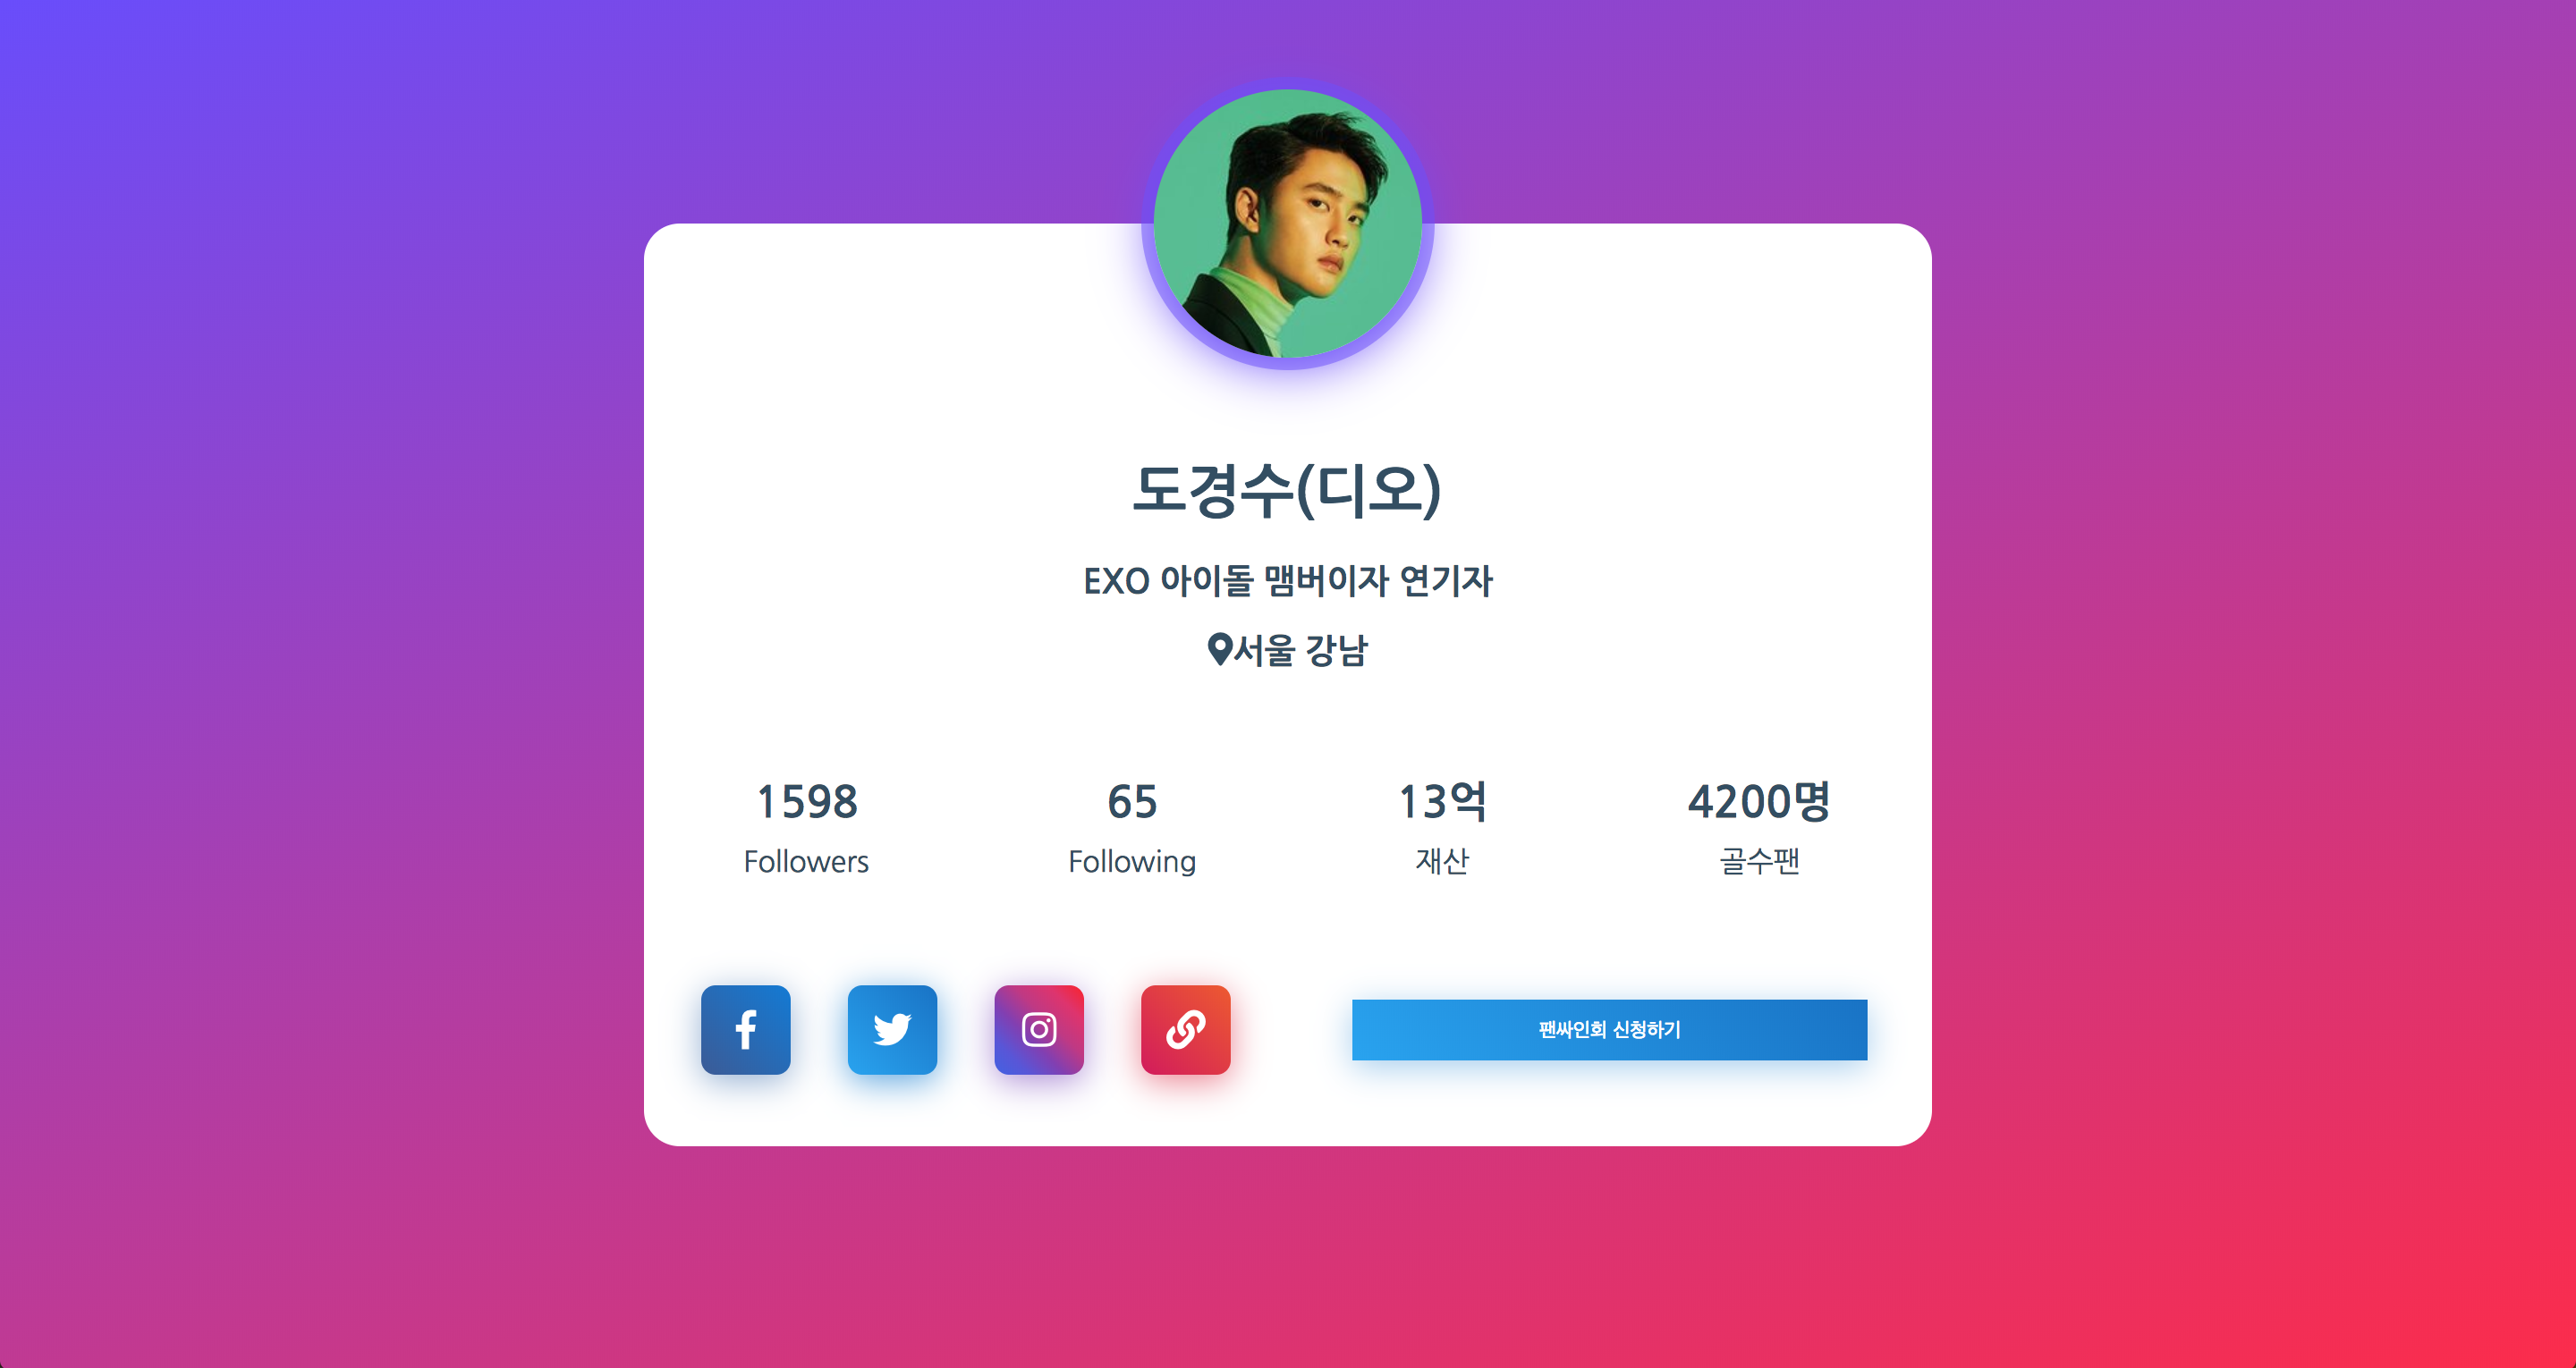 도경수(디오)
EXO 아이돌 맴버이자 연기자
서울 강남
1598
Followers
65
Following
13억
재산
4200명
골수팬
팬싸인회 신청하기